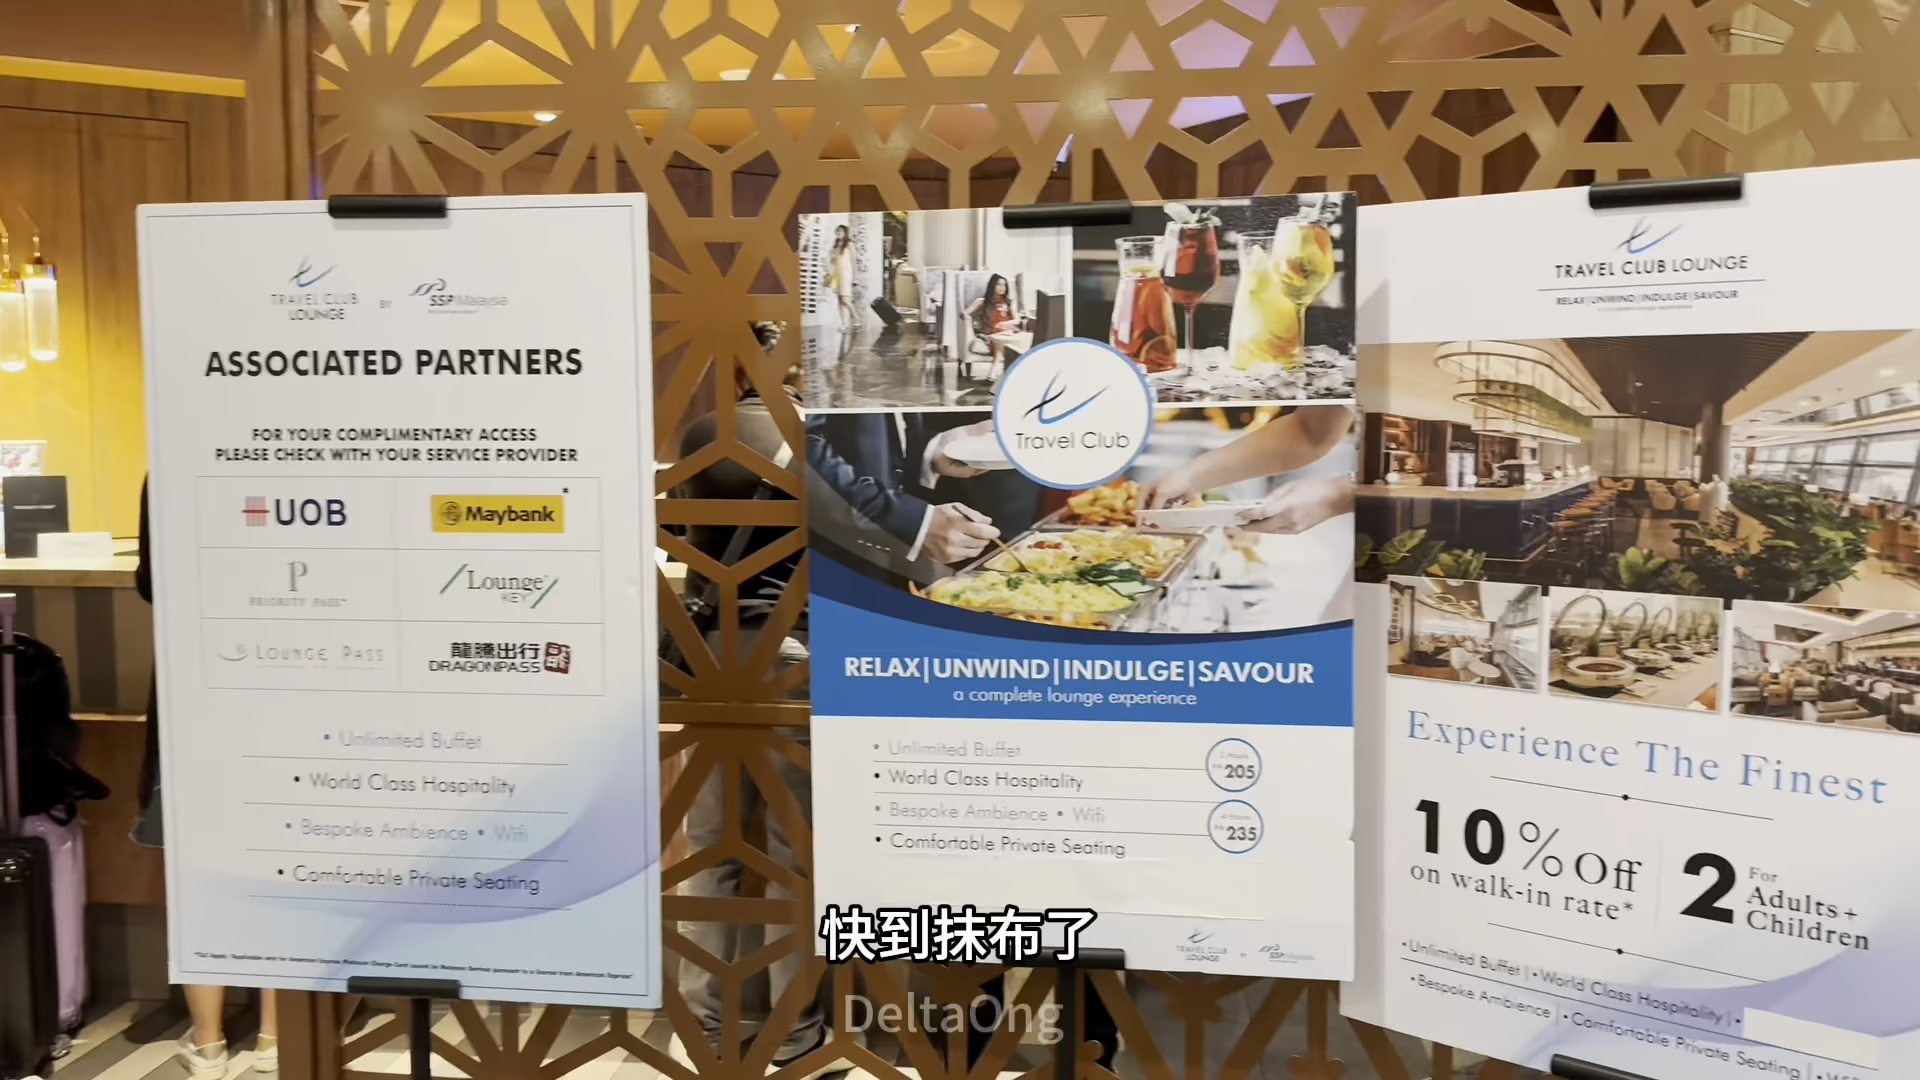 TRAVEL CLUB
LOUNGE
BY
SSP Malaysia
ASSOCIATED PARTNERS
FOR YOUR COMPLIMENTARY ACCESS
PLEASE CHECK WITH YOUR SERVICE PROVIDER
UOB
Maybank*
PRIORITY PASS™
Lounge
KEY
LOUNGE PASS
龍騰出行
DRAGONPASS
• Unlimited Buffet
• World Class Hospitality
• Bespoke Ambience • Wifi
• Comfortable Private Seating
Travel Club
RELAX|UNWIND|INDULGE|SAVOUR
a complete lounge experience
• Unlimited Buffet
• World Class Hospitality
• Bespoke Ambience • Wifi
• Comfortable Private Seating
205
235
TRAVEL CLUB
LOUNGE
BY
TRAVEL CLUB LOUNGE
RELAX|UNWIND|INDULGE|SAVOUR
Experience The Finest
10% Off
on walk-in rate*
2 For
Adults+
Children
•Unlimited Buffet | •World Class Hospitality | •
•Bespoke Ambience | •Comfortable Private Seating |
快到抹布了
DeltaOng